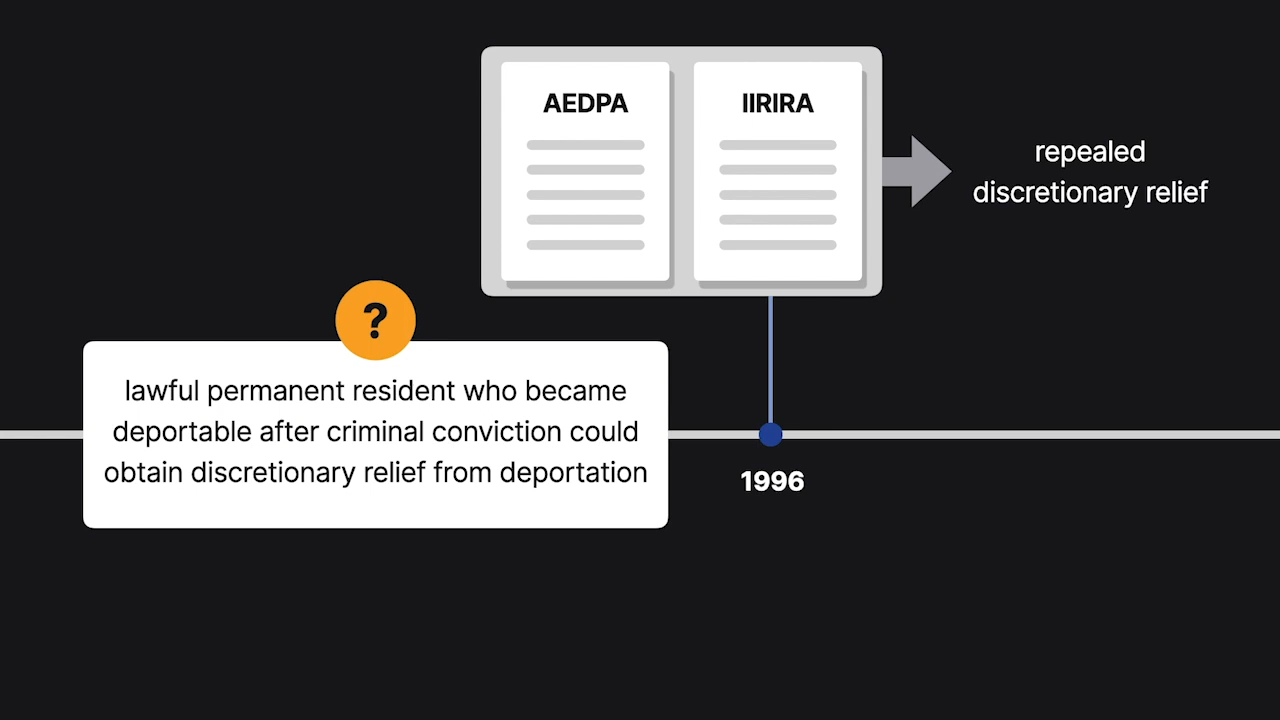 AEDPA
IIRIRA
repealed
discretionary relief
?
lawful permanent resident who became
deportable after criminal conviction could
obtain discretionary relief from deportation
1996